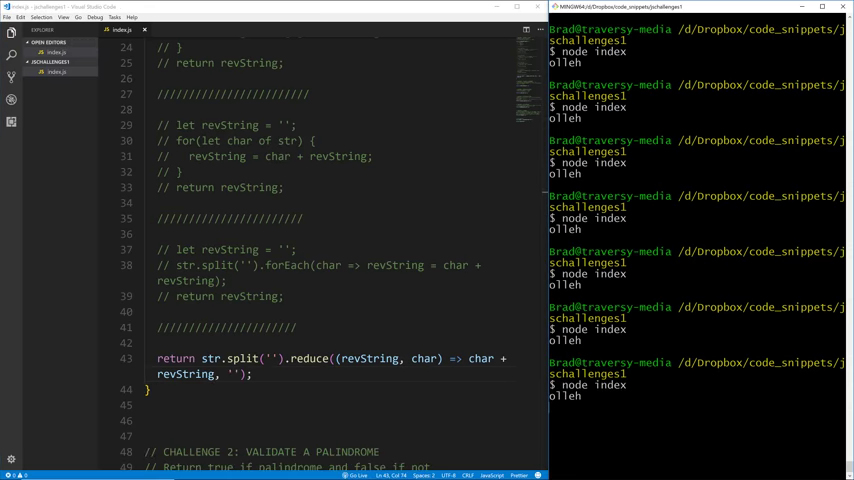 index.js - jschallenges1 - Visual Studio Code
File Edit Selection View Go Debug Tasks Help
EXPLORER
OPEN EDITORS
index.js
JSCHALLENGES1
index.js
index.js
24 // }
25 // return revString;
26
27 ////////////////////////
28
29 // let revString = '';
30 // for(let char of str) {
31 //   revString = char + revString;
32 // }
33 // return revString;
34
35 ///////////////////////
36
37 // let revString = '';
38 // str.split('').forEach(char => revString = char +
revString);
39 // return revString;
40
41 //////////////////////
42
43 return str.split('').reduce((revString, char) => char +
revString, '');
44 }
45
46
47
48 // CHALLENGE 2: VALIDATE A PALINDROME
49 // Return true if palindrome and false if not
0 0
Go Live Ln 43, Col 74 Spaces: 2 UTF-8 CRLF JavaScript Prettier
MINGW64:/d/Dropbox/code_snippets/jschallenges1
Brad@traversy-media /d/Dropbox/code_snippets/j
schallenges1
$ node index
olleh
Brad@traversy-media /d/Dropbox/code_snippets/j
schallenges1
$ node index
olleh
Brad@traversy-media /d/Dropbox/code_snippets/j
schallenges1
$ node index
olleh
Brad@traversy-media /d/Dropbox/code_snippets/j
schallenges1
$ node index
olleh
Brad@traversy-media /d/Dropbox/code_snippets/j
schallenges1
$ node index
olleh
Brad@traversy-media /d/Dropbox/code_snippets/j
schallenges1
$ node index
olleh
Brad@traversy-media /d/Dropbox/code_snippets/j
schallenges1
$ node index
olleh